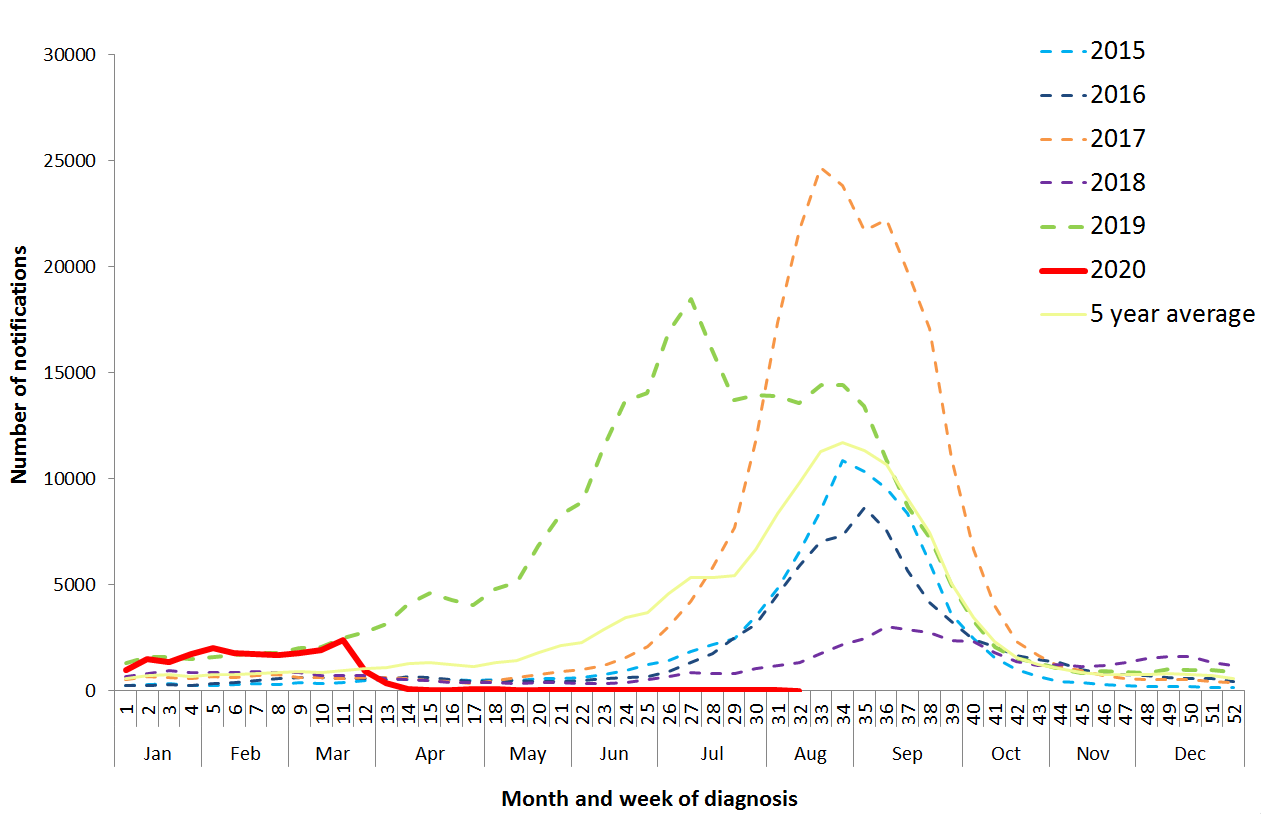 30000
25000
20000
15000
10000
5000
0
Number of notifications
2015
2016
2017
2018
2019
2020
5 year average
1 2 3 4 5 6 7 8 9 10 11 12 13 14 15 16 17 18 19 20 21 22 23 24 25 26 27 28 29 30 31 32 33 34 35 36 37 38 39 40 41 42 43 44 45 46 47 48 49 50 51 52
Jan Feb Mar Apr May Jun Jul Aug Sep Oct Nov Dec
Month and week of diagnosis